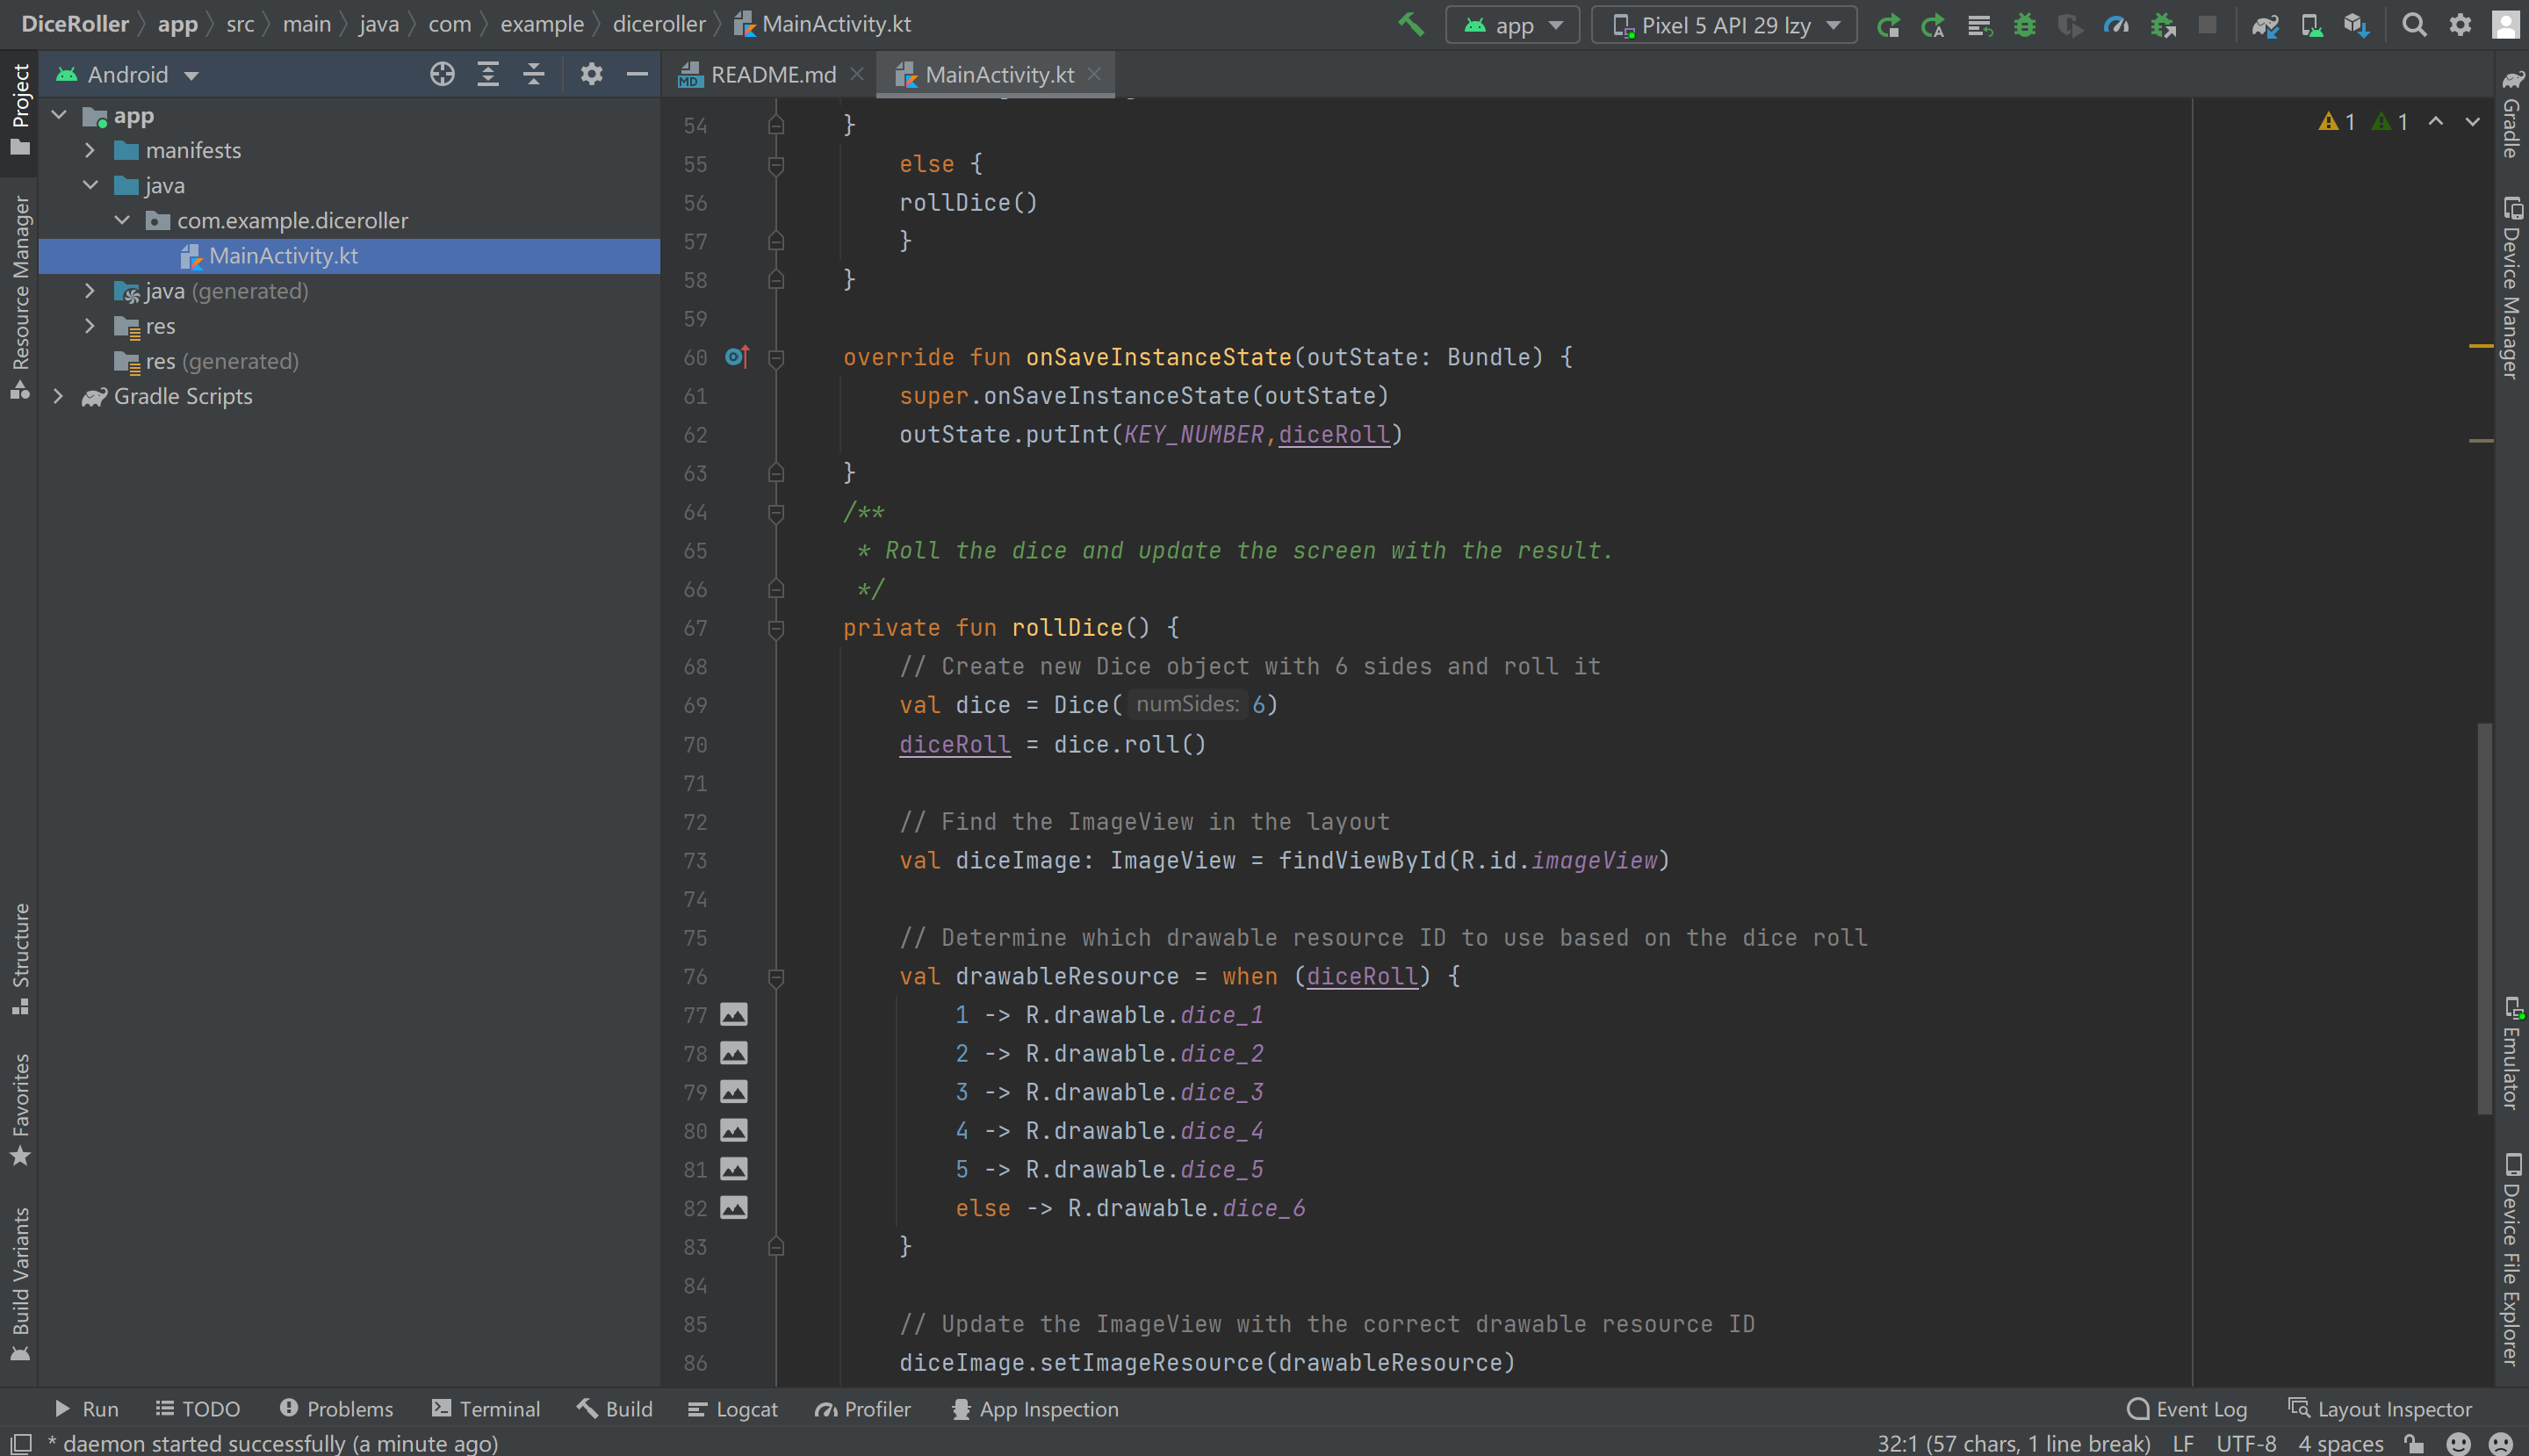 DiceRoller app src main java com example diceroller MainActivity.kt
app Pixel 5 API 29 lzy
Android
README.md MainActivity.kt
Project
Resource Manager
Structure
Favorites
Build Variants
app
manifests
java
com.example.diceroller
MainActivity.kt
java (generated)
res
res (generated)
Gradle Scripts
1 1
54 }
55 else {
56 rollDice()
57 }
58 }
59
60 override fun onSaveInstanceState(outState: Bundle) {
61 super.onSaveInstanceState(outState)
62 outState.putInt(KEY_NUMBER,diceRoll)
63 }
64 /**
65 * Roll the dice and update the screen with the result.
66 */
67 private fun rollDice() {
68 // Create new Dice object with 6 sides and roll it
69 val dice = Dice( numSides: 6)
70 diceRoll = dice.roll()
71
72 // Find the ImageView in the layout
73 val diceImage: ImageView = findViewById(R.id.imageView)
74
75 // Determine which drawable resource ID to use based on the dice roll
76 val drawableResource = when (diceRoll) {
77 1 -> R.drawable.dice_1
78 2 -> R.drawable.dice_2
79 3 -> R.drawable.dice_3
80 4 -> R.drawable.dice_4
81 5 -> R.drawable.dice_5
82 else -> R.drawable.dice_6
83 }
84
85 // Update the ImageView with the correct drawable resource ID
86 diceImage.setImageResource(drawableResource)
Gradle
Device Manager
Emulator
Device File Explorer
Run TODO Problems Terminal Build Logcat Profiler App Inspection Event Log Layout Inspector
* daemon started successfully (a minute ago) 32:1 (57 chars, 1 line break) LF UTF-8 4 spaces